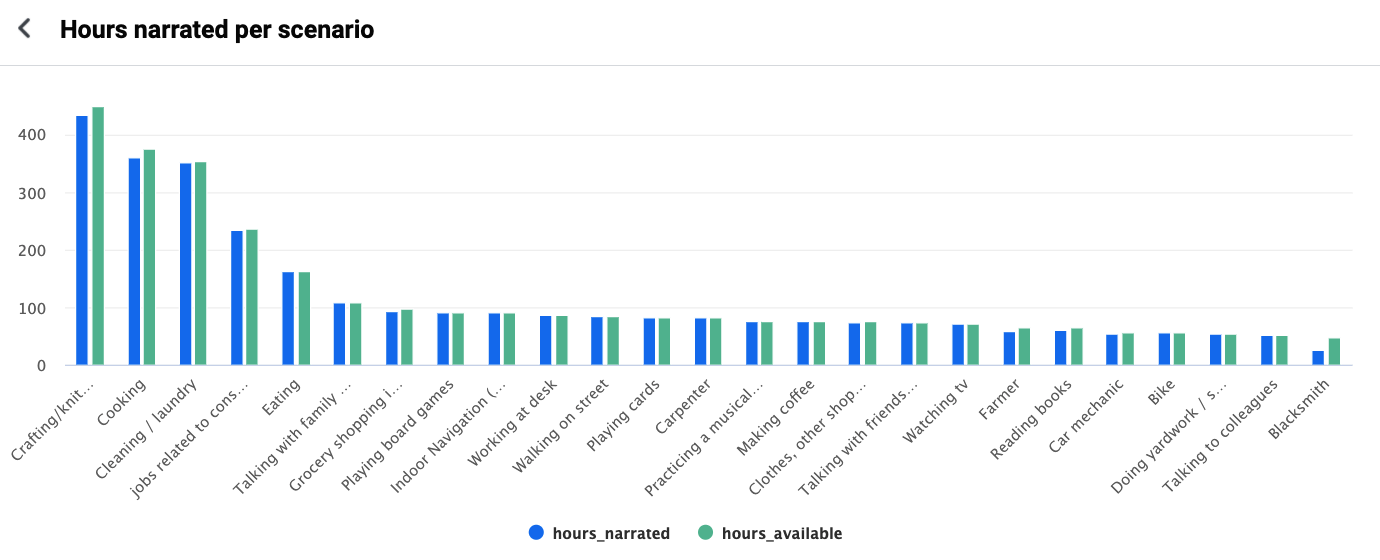 Hours narrated per scenario
400
300
200
100
0
Crafting/knit...
Cooking
Cleaning / laundry
jobs related to cons...
Eating
Talking with family ...
Grocery shopping i...
Playing board games
Indoor Navigation (...
Working at desk
Walking on street
Playing cards
Carpenter
Practicing a musical...
Making coffee
Clothes, other shop...
Talking with friends...
Watching tv
Farmer
Reading books
Car mechanic
Bike
Doing yardwork / s...
Talking to colleagues
Blacksmith
hours_narrated
hours_available